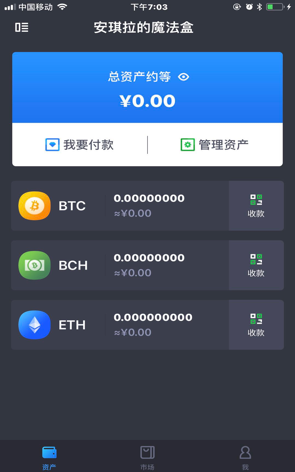 中国移动
下午7:03
安琪拉的魔法盒
总资产约等
¥0.00
我要付款
管理资产
BTC
0.00000000
≈¥0.00
收款
BCH
0.00000000
≈¥0.00
收款
ETH
0.000000000
≈¥0.00
收款
资产
市场
我